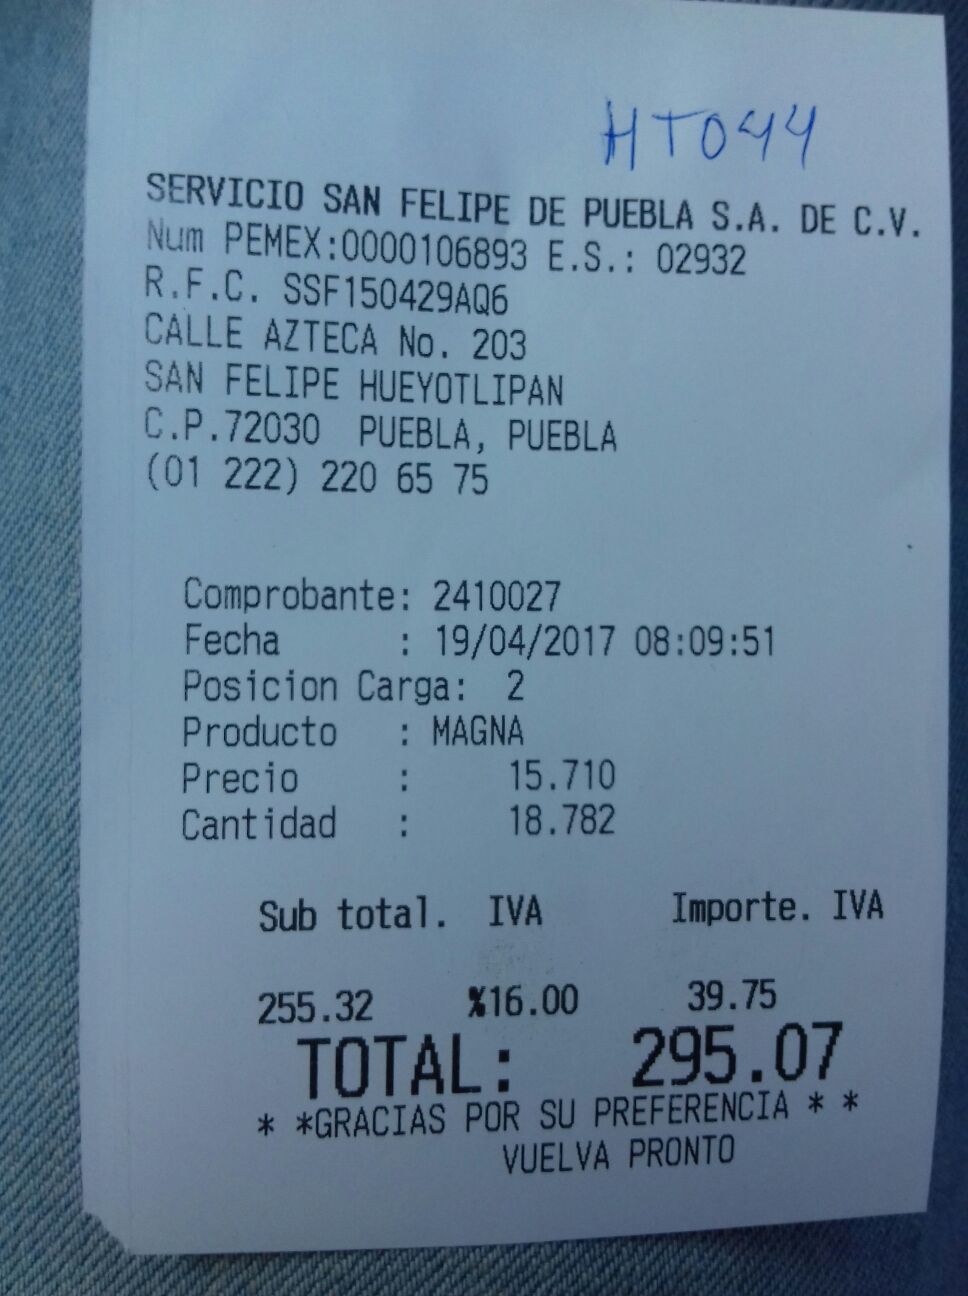 HT044
SERVICIO SAN FELIPE DE PUEBLA S.A. DE C.V.
Num PEMEX:0000106893 E.S.: 02932
R.F.C. SSF150429AQ6
CALLE AZTECA No. 203
SAN FELIPE HUEYOTLIPAN
C.P.72030 PUEBLA, PUEBLA
(01 222) 220 65 75
Comprobante: 2410027
Fecha : 19/04/2017 08:09:51
Posicion Carga: 2
Producto : MAGNA
Precio : 15.710
Cantidad : 18.782
Sub total. IVA Importe. IVA
255.32 %16.00 39.75
TOTAL: 295.07
* *GRACIAS POR SU PREFERENCIA * *
VUELVA PRONTO